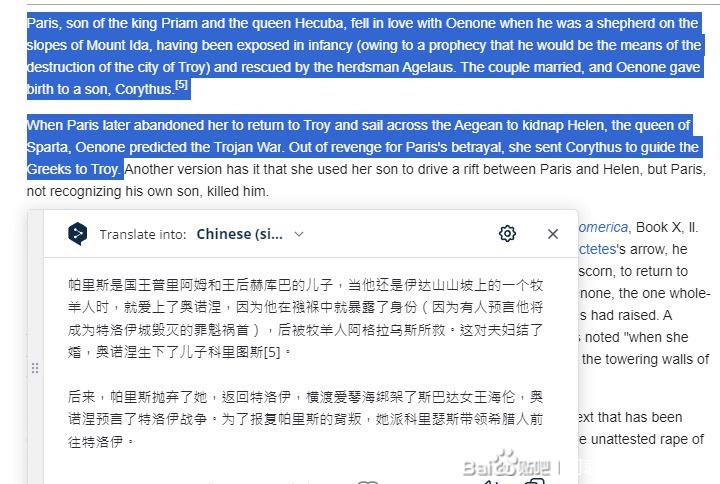 Paris, son of the king Priam and the queen Hecuba, fell in love with Oenone when he was a shepherd on the
slopes of Mount Ida, having been exposed in infancy (owing to a prophecy that he would be the means of the
destruction of the city of Troy) and rescued by the herdsman Agelaus. The couple married, and Oenone gave
birth to a son, Corythus.[5]
When Paris later abandoned her to return to Troy and sail across the Aegean to kidnap Helen, the queen of
Sparta, Oenone predicted the Trojan War. Out of revenge for Paris's betrayal, she sent Corythus to guide the
Greeks to Troy. Another version has it that she used her son to drive a rift between Paris and Helen, but Paris,
not recognizing his own son, killed him.
omerica, Book X, II.
ctetes's arrow, he
scorn, to return to
none, the one whole-
s had raised. A
noted "when she
the towering walls of
ext that has been
e unattested rape of
Translate into: Chinese (si...
帕里斯是国王普里阿姆和王后赫库巴的儿子，当他还是伊达山山坡上的一个牧
羊人时，就爱上了奥诺涅，因为他在襁褓中就暴露了身份（因为有人预言他将
成为特洛伊城毁灭的罪魁祸首），后被牧羊人阿格拉乌斯所救。这对夫妇结了
婚，奥诺涅生下了儿子科里图斯[5]。
后来，帕里斯抛弃了她，返回特洛伊，横渡爱琴海绑架了斯巴达女王海伦，奥
诺涅预言了特洛伊战争。为了报复帕里斯的背叛，她派科里瑟斯带领希腊人前
往特洛伊。
Bai 贴吧